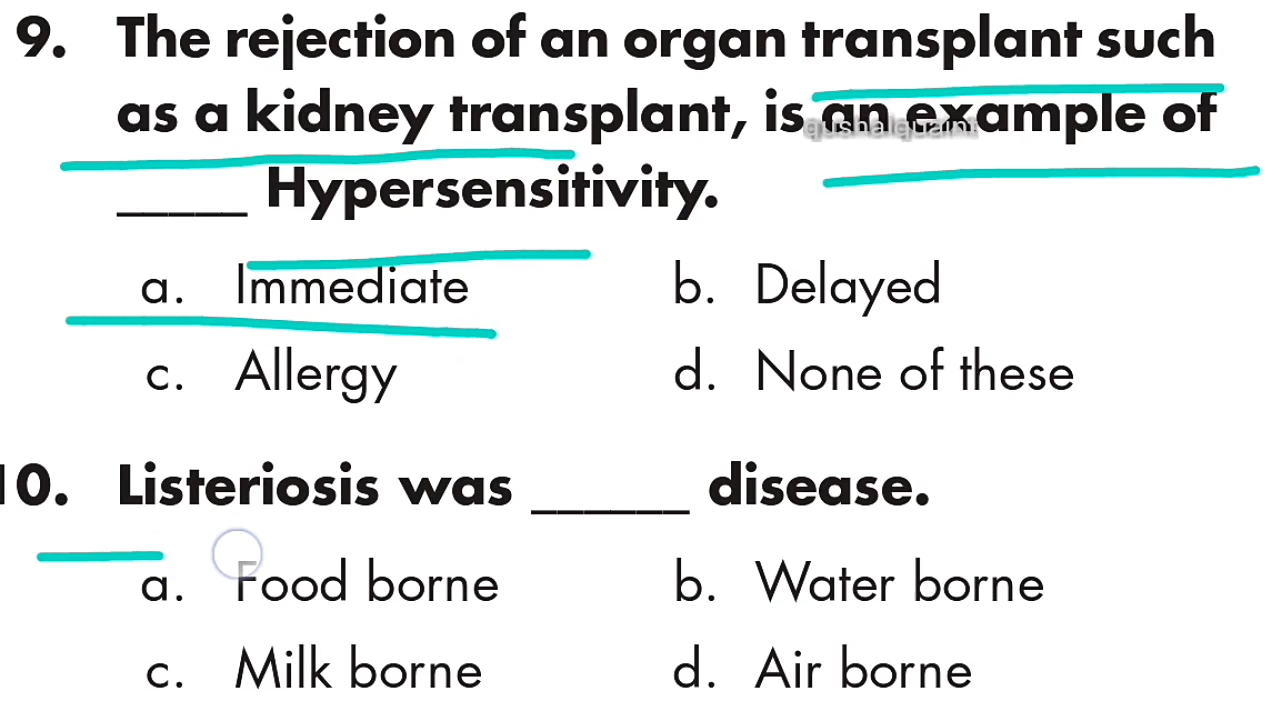 9. The rejection of an organ transplant such
as a kidney transplant, is an example of
_____ Hypersensitivity.
a. Immediate b. Delayed
c. Allergy d. None of these
10. Listeriosis was ______ disease.
a. Food borne b. Water borne
c. Milk borne d. Air borne